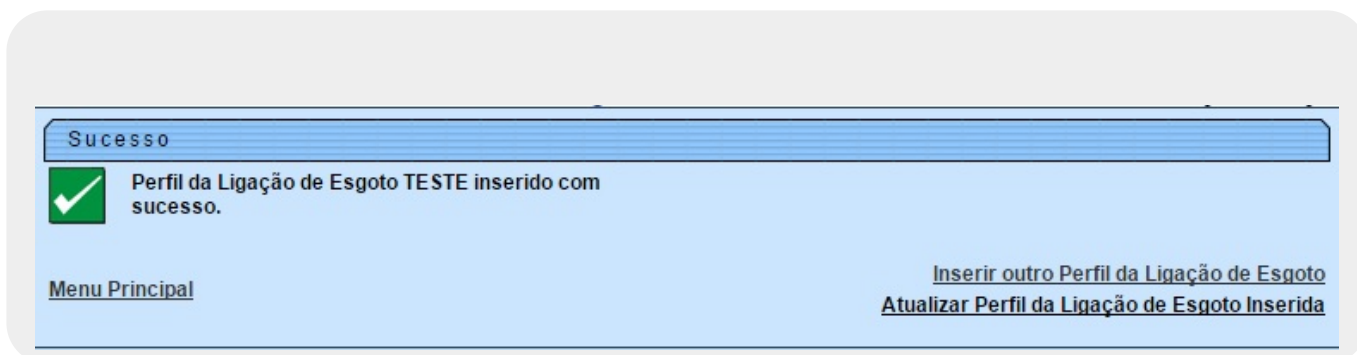 Sucesso
Perfil da Ligação de Esgoto TESTE inserido com
sucesso.
Inserir outro Perfil da Ligação de Esgoto
Menu Principal
Atualizar Perfil da Ligação de Esgoto Inserida